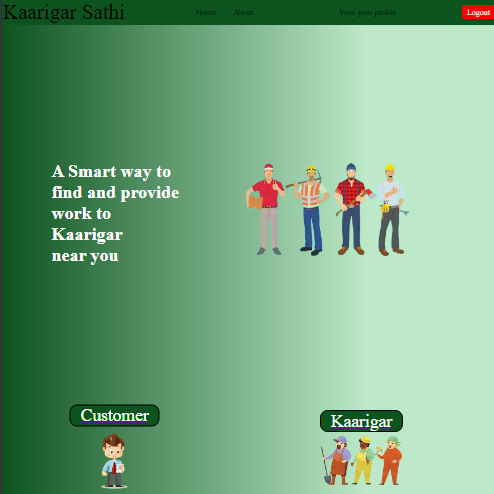 Kaarigar Sathi
Home About View your profile Logout
A Smart way to
find and provide
work to
Kaarigar
near you
Customer
Kaarigar